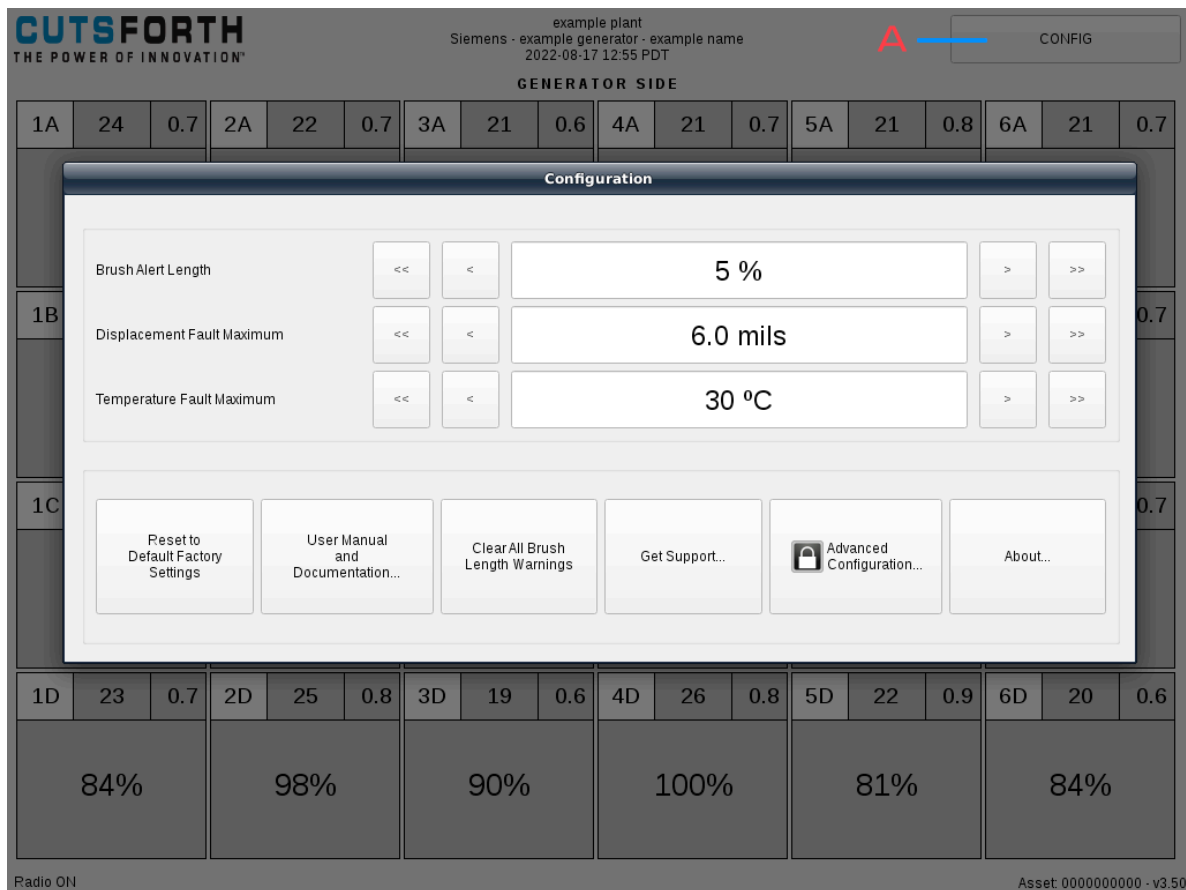 CUTSFORTH
THE POWER OF INNOVATION™
example plant
Siemens - example generator - example name
2022-08-17 12:55 PDT
A
CONFIG
GENERATOR SIDE
1A 24 0.7 2A 22 0.7 3A 21 0.6 4A 21 0.7 5A 21 0.8 6A 21 0.7
Configuration
Brush Alert Length << < 5 % > >>
1B 0.7
Displacement Fault Maximum << < 6.0 mils > >>
Temperature Fault Maximum << < 30 ºC > >>
1C 0.7
Reset to
Default Factory
Settings
User Manual
and
Documentation...
Clear All Brush
Length Warnings
Get Support...
Advanced
Configuration...
About...
1D 23 0.7 2D 25 0.8 3D 19 0.6 4D 26 0.8 5D 22 0.9 6D 20 0.6
84% 98% 90% 100% 81% 84%
Radio ON
Asset: 0000000000 - v3.50